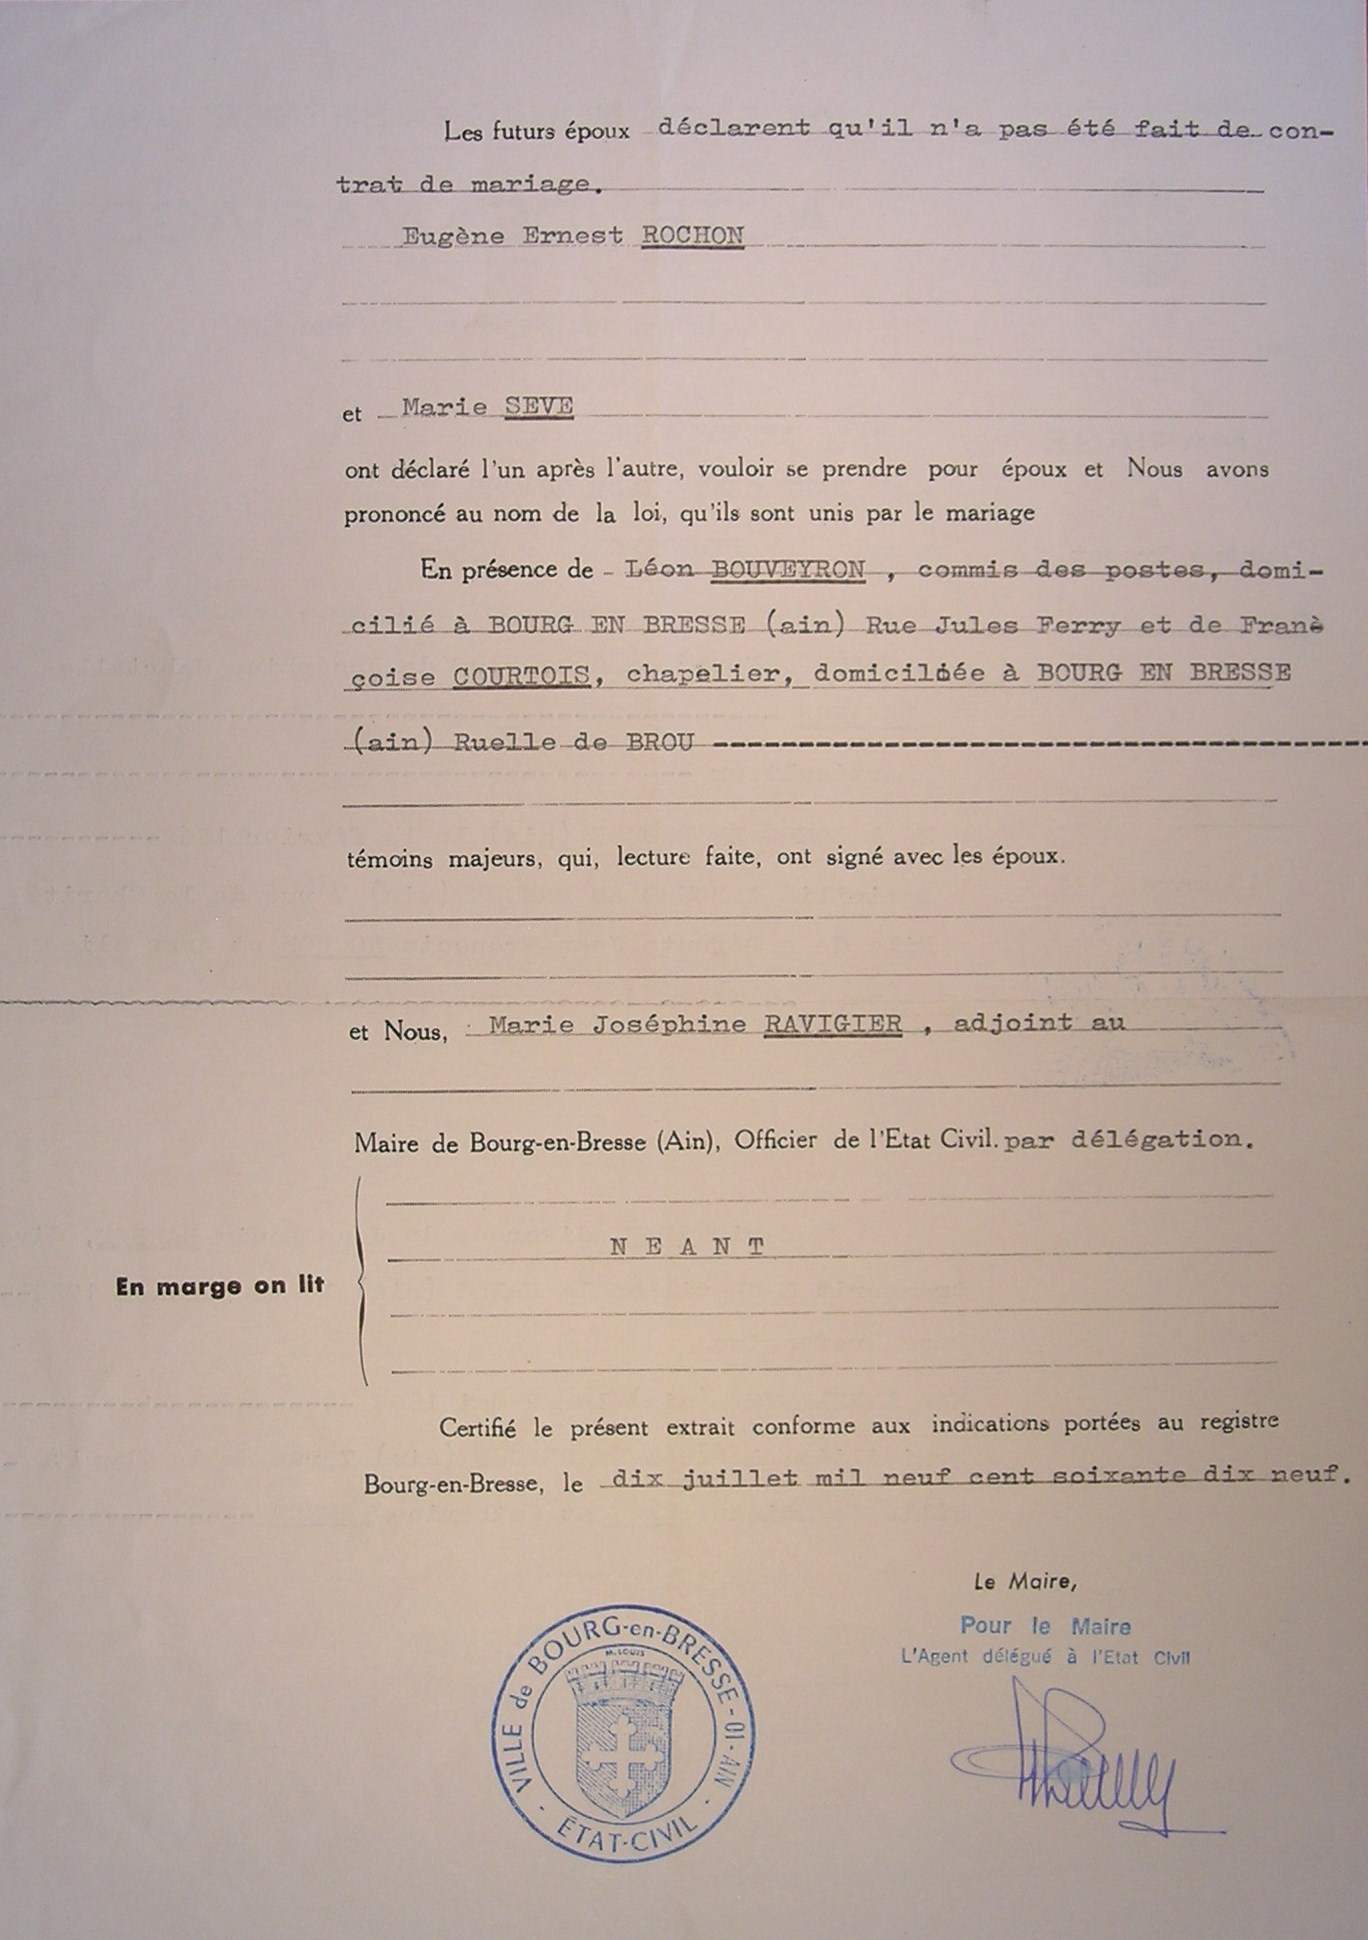 Les futurs époux déclarent qu'il n'a pas été fait de con-
trat de mariage.
Eugène Ernest ROCHON
et Marie SEVE
ont déclaré l'un après l'autre, vouloir se prendre pour époux et Nous avons
prononcé au nom de la loi, qu'ils sont unis par le mariage
En présence de Léon BOUVEYRON , commis des postes, domi-
cilié à BOURG EN BRESSE (ain) Rue Jules Ferry et de Fran
çoise COURTOIS, chapelier, domiciliée à BOURG EN BRESSE
(ain) Ruelle de BROU ----------------------------------------
témoins majeurs, qui, lecture faite, ont signé avec les époux.
et Nous, Marie Joséphine RAVIGIER , adjoint au
Maire de Bourg-en-Bresse (Ain), Officier de l'Etat Civil. par délégation.
N E A N T
En marge on lit
Certifié le présent extrait conforme aux indications portées au registre
Bourg-en-Bresse, le dix juillet mil neuf cent soixante dix neuf.
Le Maire,
Pour le Maire
L'Agent délégué à l'Etat Civil
VILLE de BOURG-en-BRESSE - 01 - AIN
M. LOUIS
ÉTAT-CIVIL